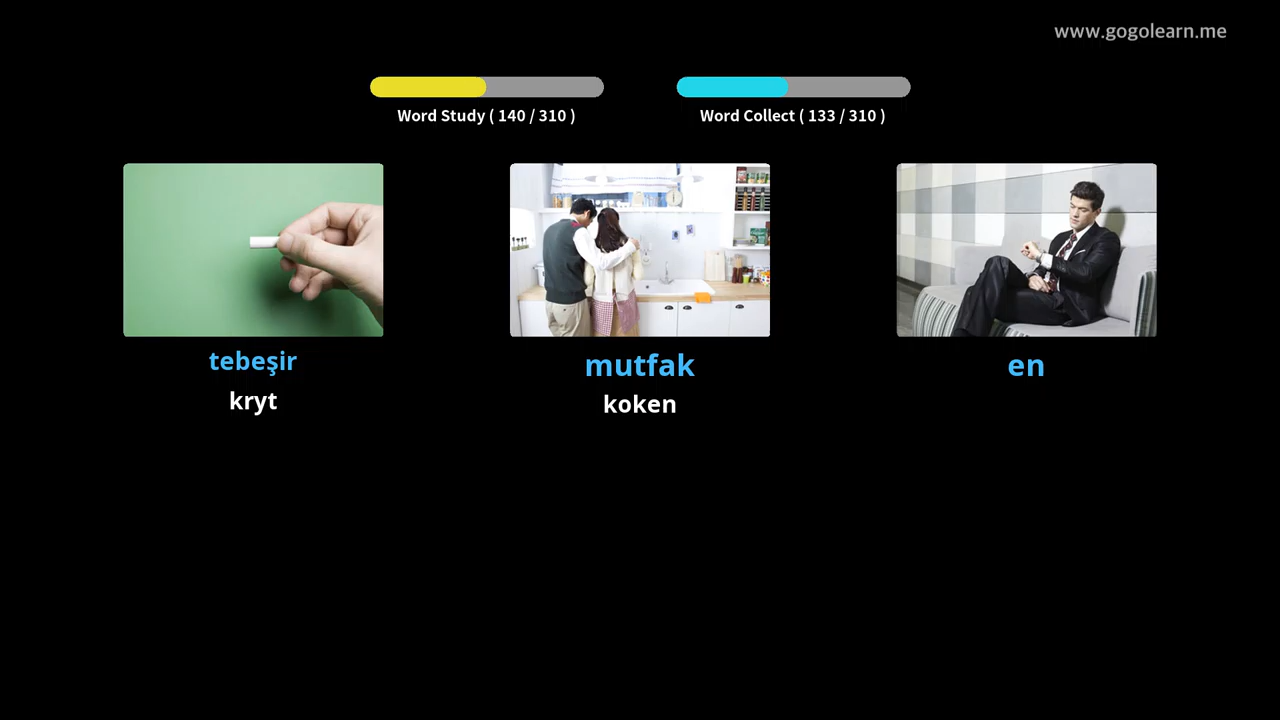 www.gogolearn.me
Word Study ( 140 / 310 )
Word Collect ( 133 / 310 )
tebeşir
kryt
mutfak
koken
en